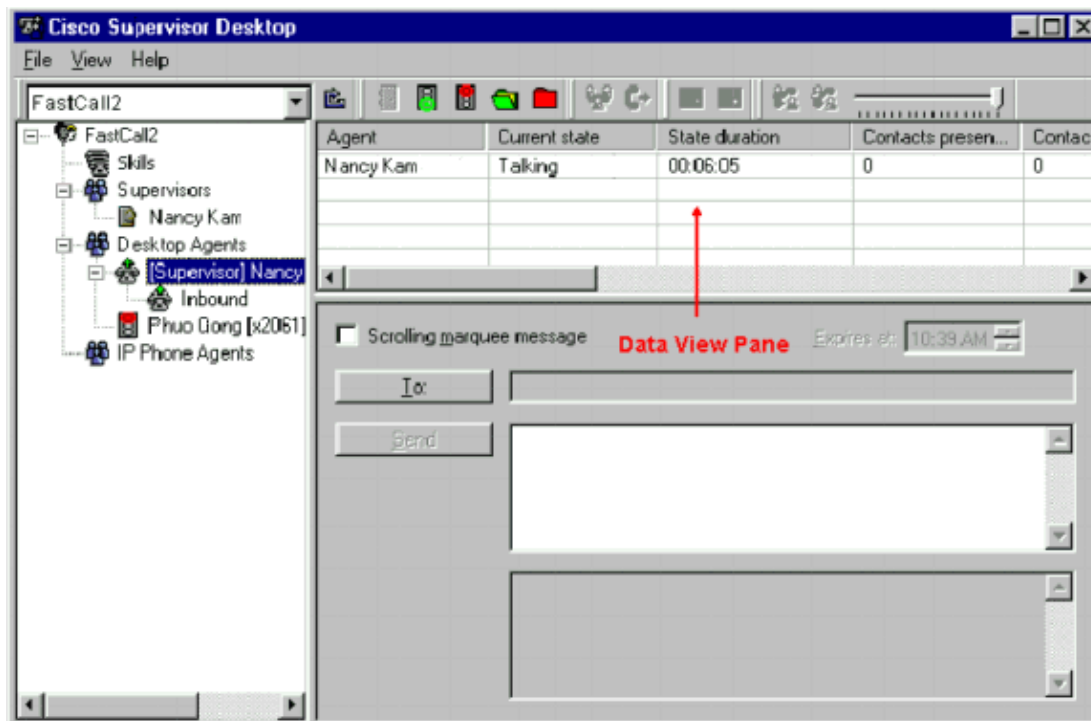 Cisco Supervisor Desktop
File View Help
FastCall2
FastCall2
Skills
Supervisors
Nancy Kam
Desktop Agents
[Supervisor] Nancy
Inbound
Phuo Gong [x2061]
IP Phone Agents
Agent Current state State duration Contacts presen... Contac
Nancy Kam Talking 00:06:05 0 0
Scrolling marquee message
Data View Pane
Expires at: 10:39 AM
To:
Send